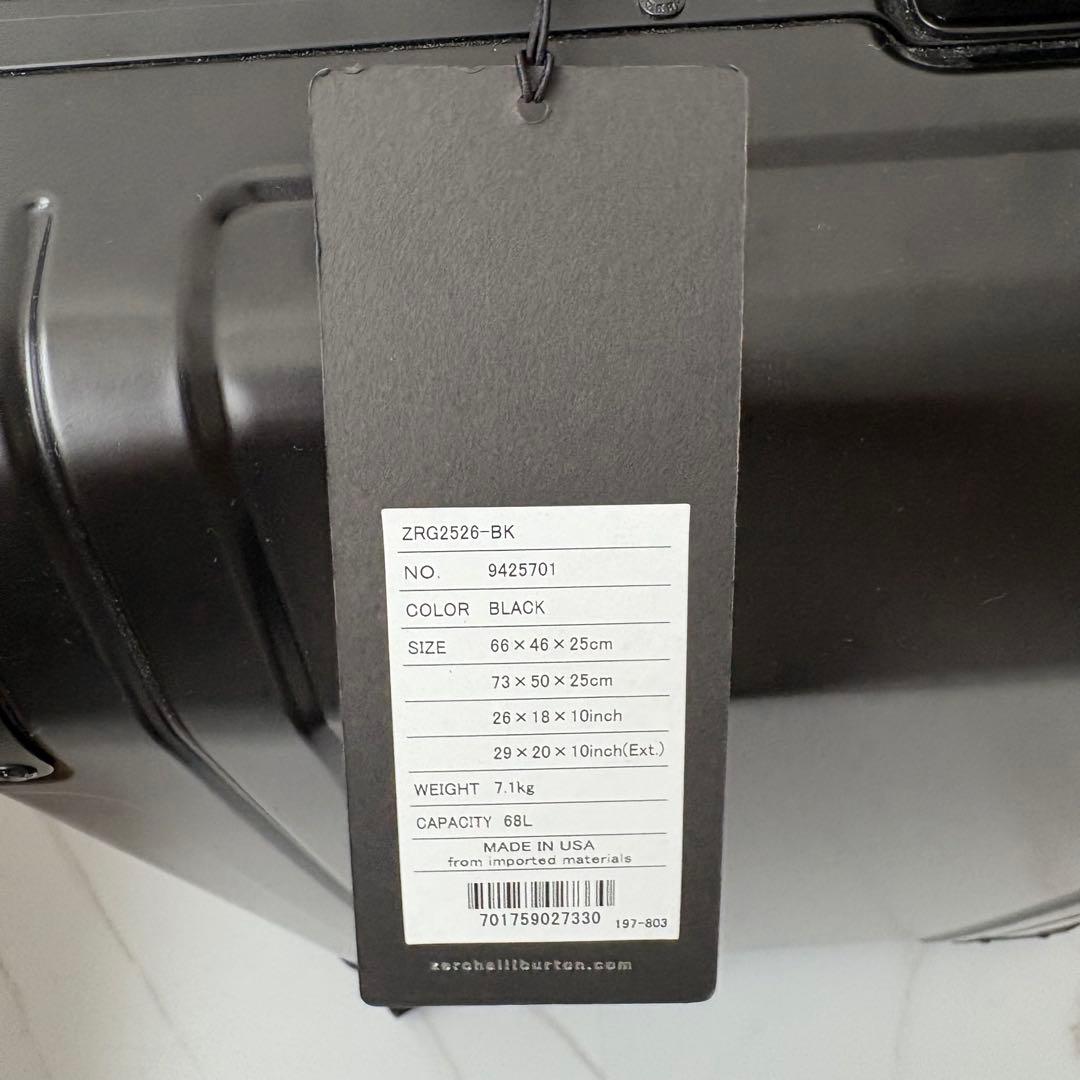 ZRG2526-BK
NO. 9425701
COLOR BLACK
SIZE 66×46×25cm
73×50×25cm
26×18×10inch
29×20×10inch(Ext.)
WEIGHT 7.1kg
CAPACITY 68L
MADE IN USA
from imported materials
701759027330 197-803
zerohalliburton.com